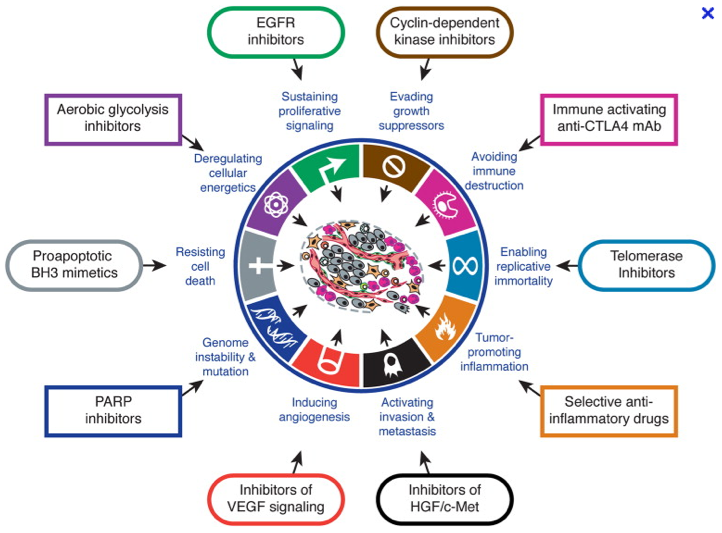 EGFR
inhibitors
Cyclin-dependent
kinase inhibitors
Sustaining
proliferative
signaling
Evading
growth
suppressors
Aerobic glycolysis
inhibitors
Immune activating
anti-CTLA4 mAb
Deregulating
cellular
energetics
Avoiding
immune
destruction
Proapoptotic
BH3 mimetics
Resisting
cell
death
Enabling
replicative
immortality
Telomerase
Inhibitors
Genome
instability &
mutation
Tumor-
promoting
inflammation
PARP
inhibitors
Selective anti-
inflammatory drugs
Inducing
angiogenesis
Activating
invasion &
metastasis
Inhibitors of
VEGF signaling
Inhibitors of
HGF/c-Met